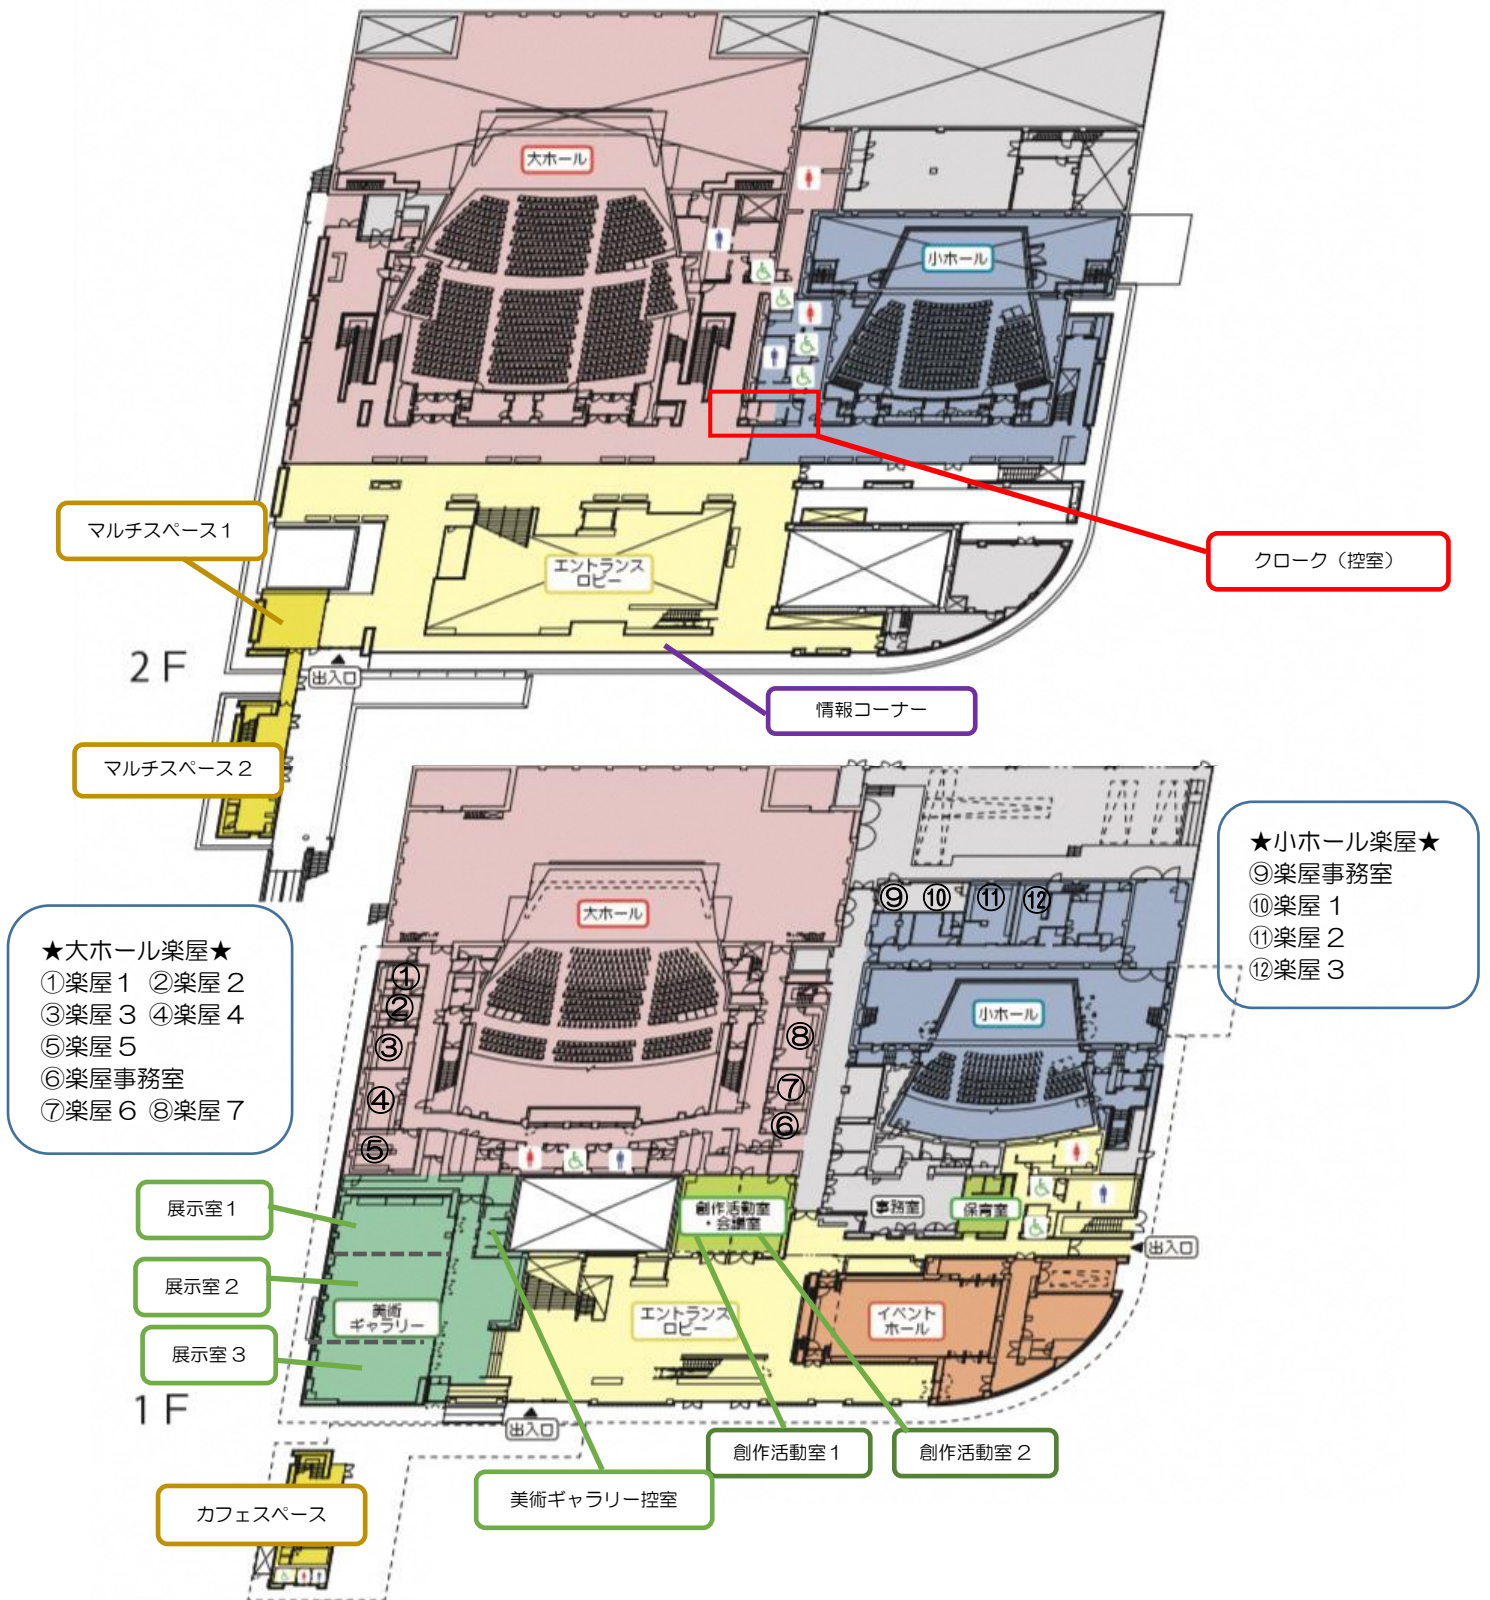 大ホール
小ホール
マルチスペース１
エントランス
ロビー
クローク（控室）
２Ｆ
出入口
情報コーナー
マルチスペース２
★小ホール楽屋★
⑨楽屋事務室
⑩楽屋１
⑪楽屋２
⑫楽屋３
★大ホール楽屋★
①楽屋１ ②楽屋２
③楽屋３ ④楽屋４
⑤楽屋５
⑥楽屋事務室
⑦楽屋６ ⑧楽屋７
大ホール
⑨ ⑩ ⑪ ⑫
①
②
③
④
⑤
⑧
⑦
⑥
小ホール
展示室１
展示室２
展示室３
美術
ギャラリー
創作活動室
・会議室
事務室
保育室
出入口
エントランス
ロビー
イベント
ホール
１Ｆ
出入口
創作活動室１
創作活動室２
美術ギャラリー控室
カフェスペース